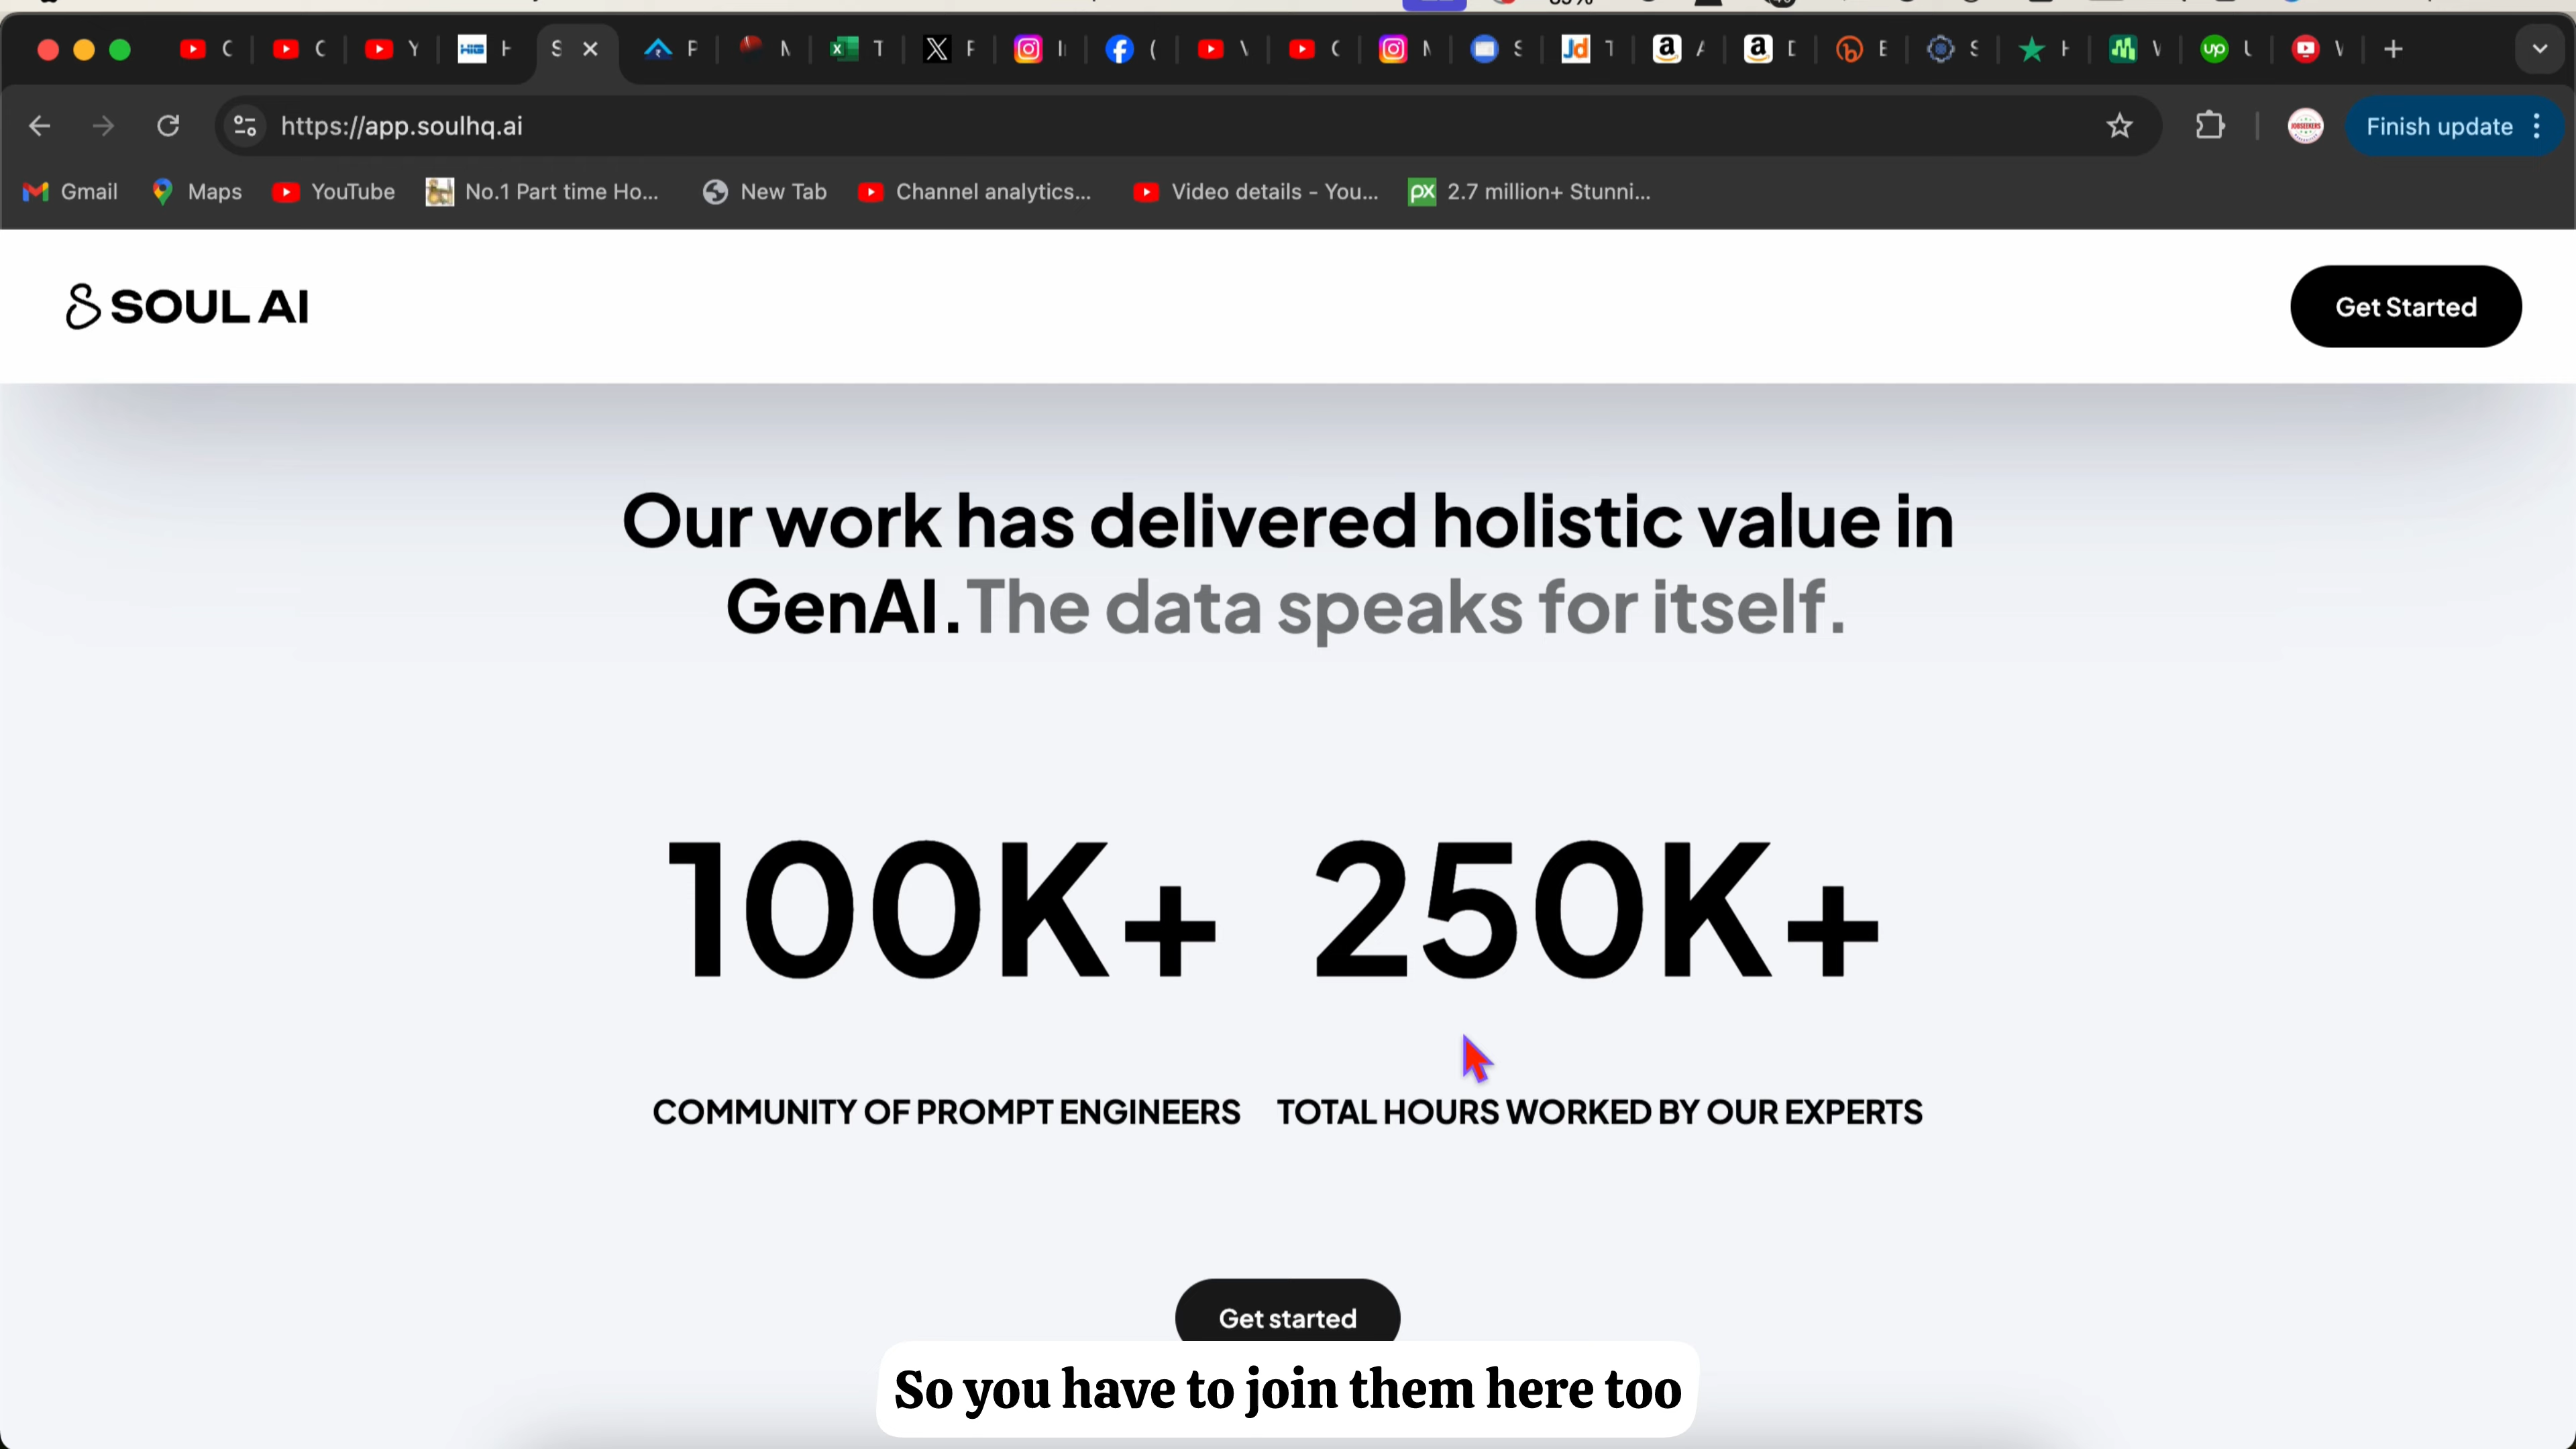 https://app.soulhq.ai
Finish update
Gmail
Maps
YouTube
No.1 Part time Ho...
New Tab
Channel analytics...
Video details - You...
2.7 million+ Stunni...
SOUL AI
Get Started
Our work has delivered holistic value in
GenAI. The data speaks for itself.
100K+ 250K+
COMMUNITY OF PROMPT ENGINEERS
TOTAL HOURS WORKED BY OUR EXPERTS
Get started
So you have to join them here too